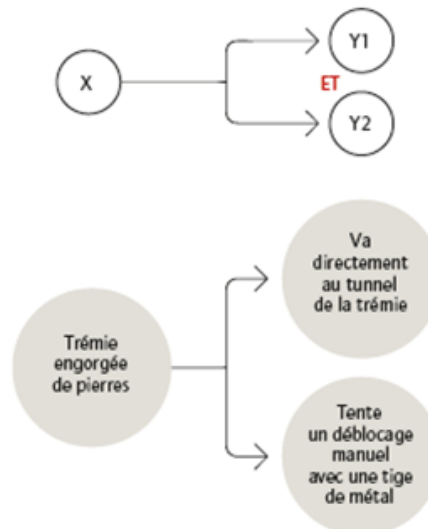 Y1
X
ET
Y2
Va
directement
au tunnel
de la trémie
Trémie
engorgée
de pierres
Tente
un déblocage
manuel
avec une tige
de métal